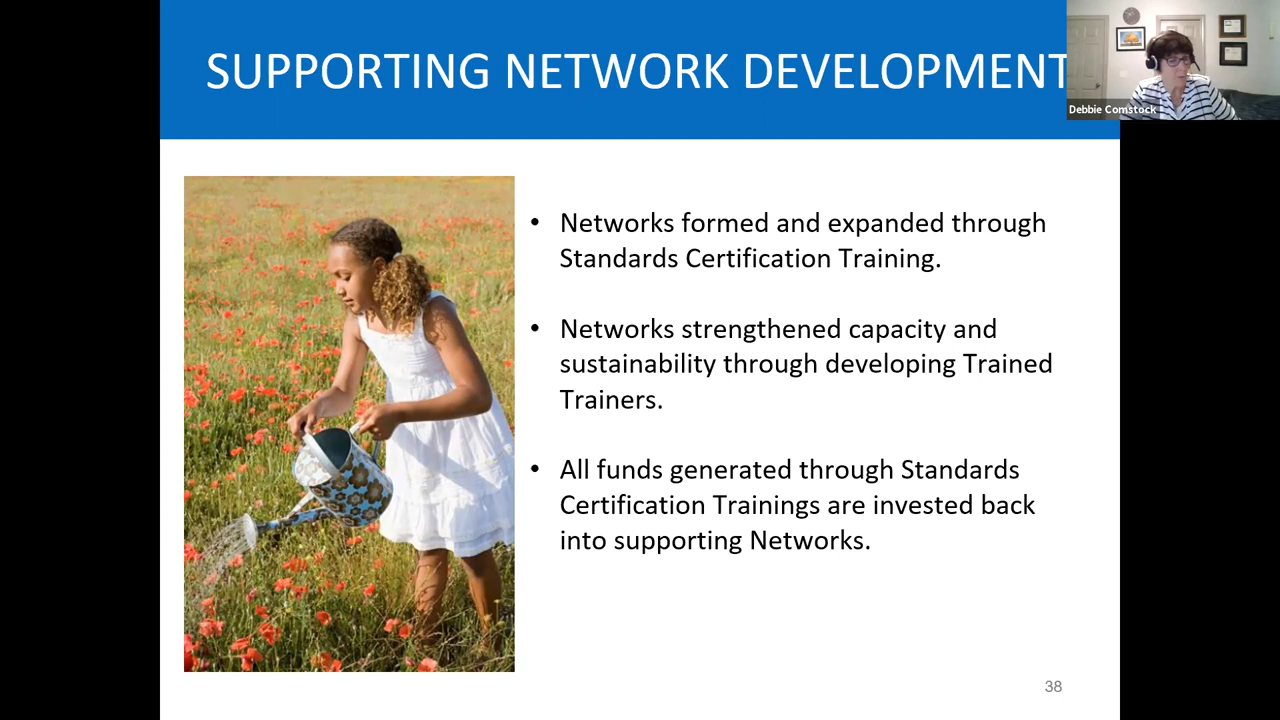 SUPPORTING NETWORK DEVELOPMENT
Debbie Comstock
• Networks formed and expanded through
Standards Certification Training.
• Networks strengthened capacity and
sustainability through developing Trained
Trainers.
• All funds generated through Standards
Certification Trainings are invested back
into supporting Networks.
38